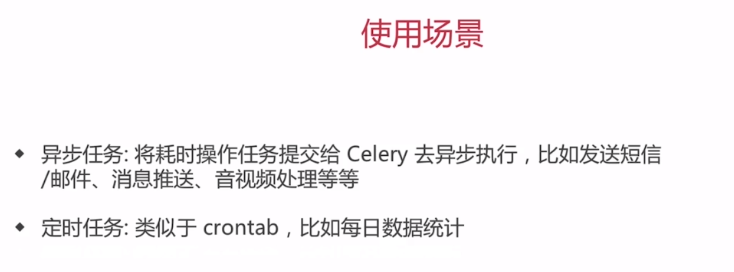 使用场景
◆ 异步任务: 将耗时操作任务提交给 Celery 去异步执行，比如发送短信
/邮件、消息推送、音视频处理等等
◆ 定时任务: 类似于 crontab，比如每日数据统计